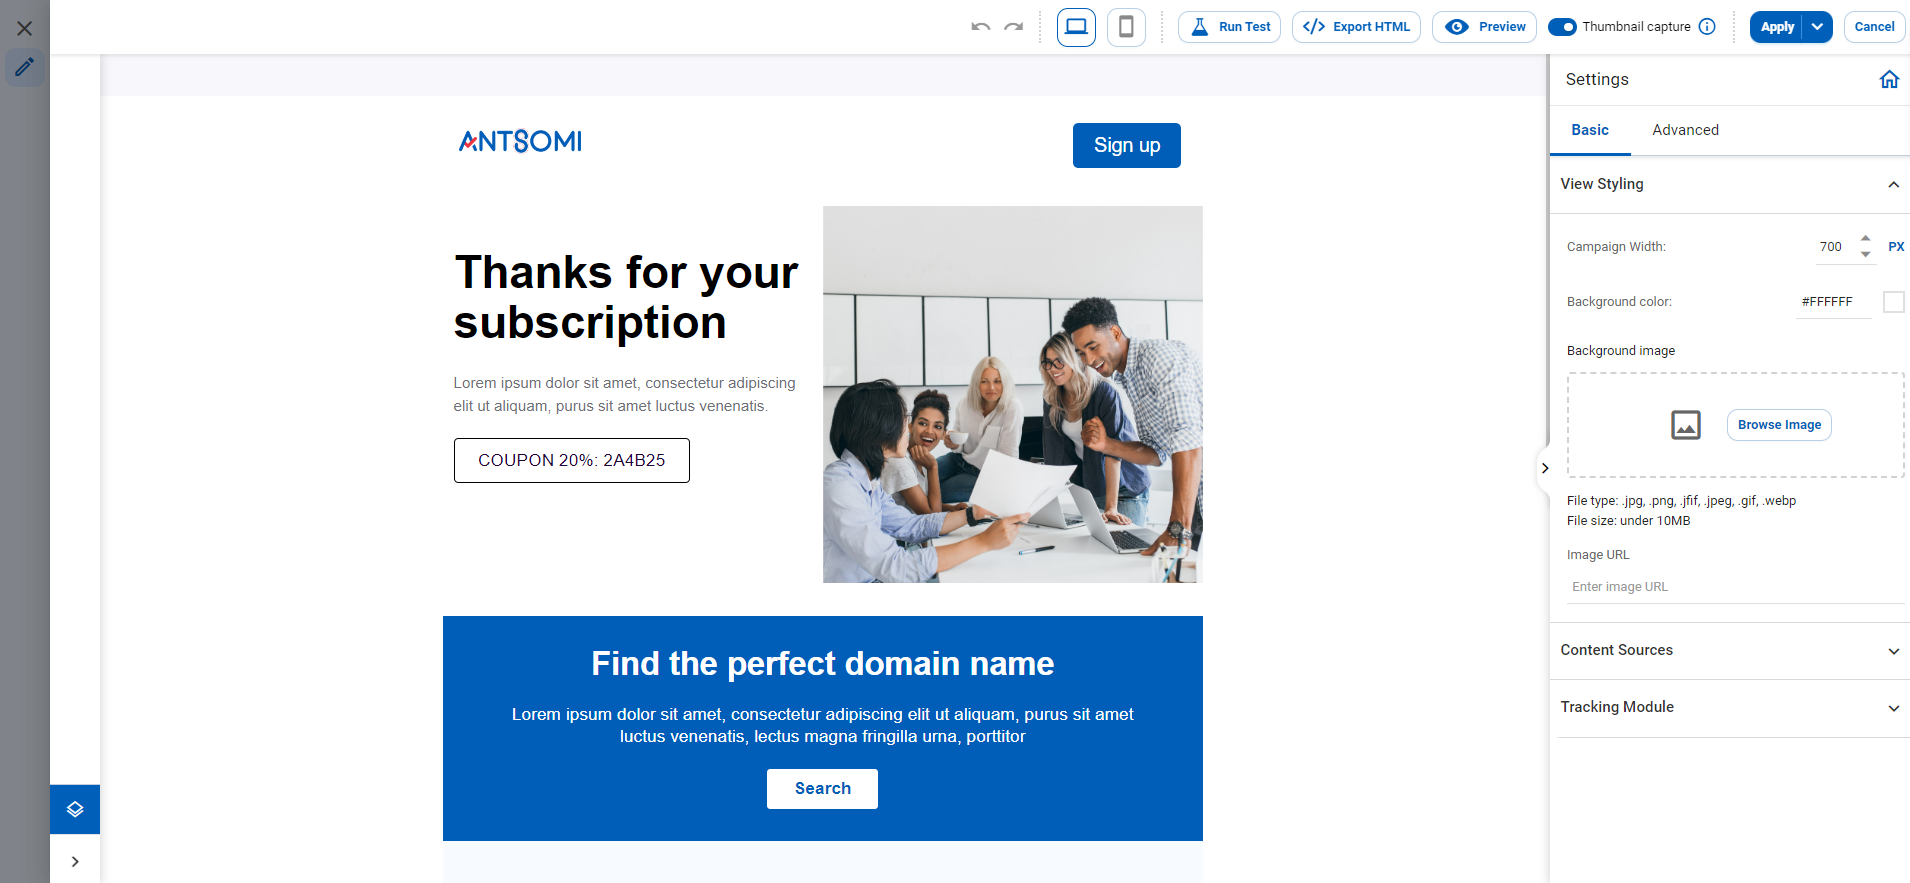 Run Test
</> Export HTML
Preview
Thumbnail capture
Apply
Cancel
Settings
Basic
Advanced
View Styling
Campaign Width:
700
PX
Background color:
#FFFFFF
Background image
Browse Image
File type: .jpg, .png, .jfif, .jpeg, .gif, .webp
File size: under 10MB
Image URL
Enter image URL
Content Sources
Tracking Module
ANTSOMI
Sign up
Thanks for your
subscription
Lorem ipsum dolor sit amet, consectetur adipiscing
elit ut aliquam, purus sit amet luctus venenatis.
COUPON 20%: 2A4B25
Find the perfect domain name
Lorem ipsum dolor sit amet, consectetur adipiscing elit ut aliquam, purus sit amet
luctus venenatis, lectus magna fringilla urna, porttitor
Search